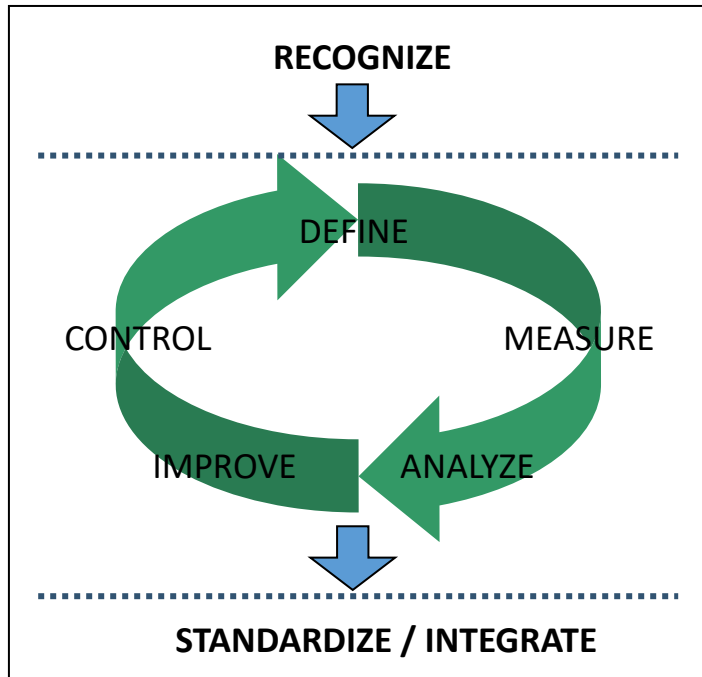 RECOGNIZE
DEFINE
CONTROL
MEASURE
IMPROVE
ANALYZE
STANDARDIZE / INTEGRATE